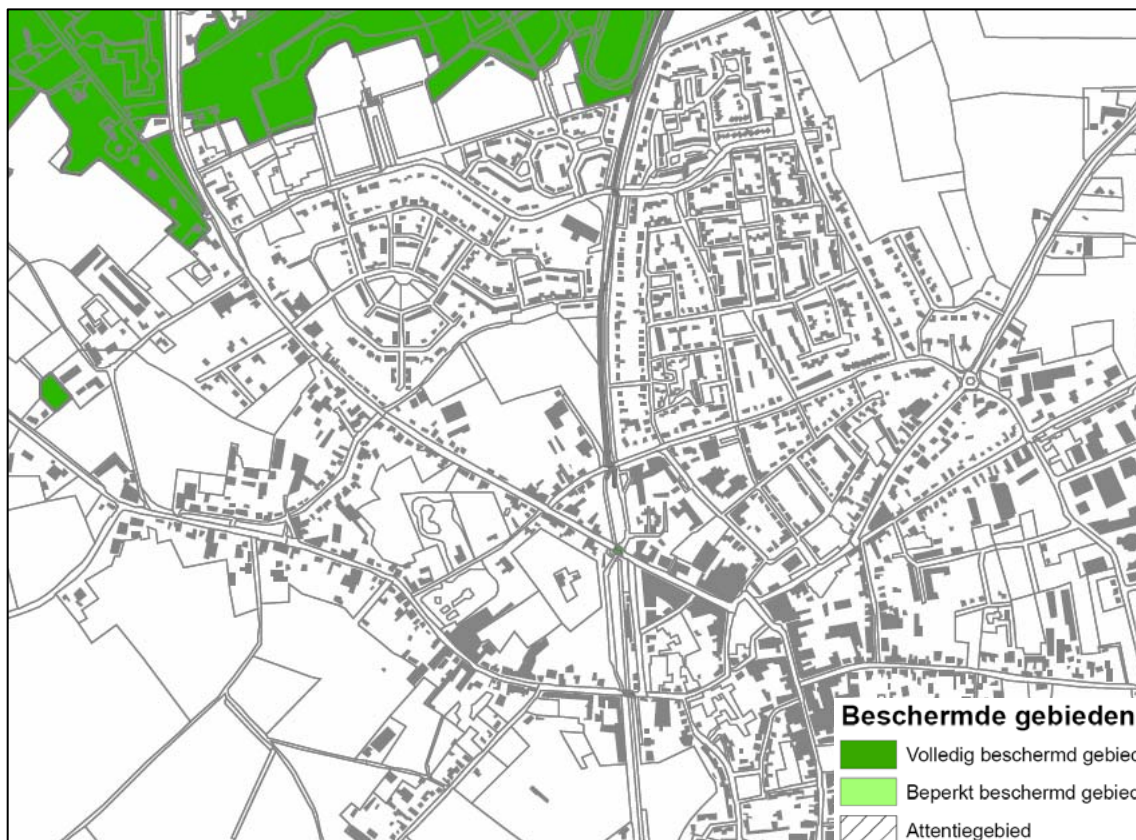 Beschermde gebieden
Volledig beschermd gebied
Beperkt beschermd gebied
Attentiegebied